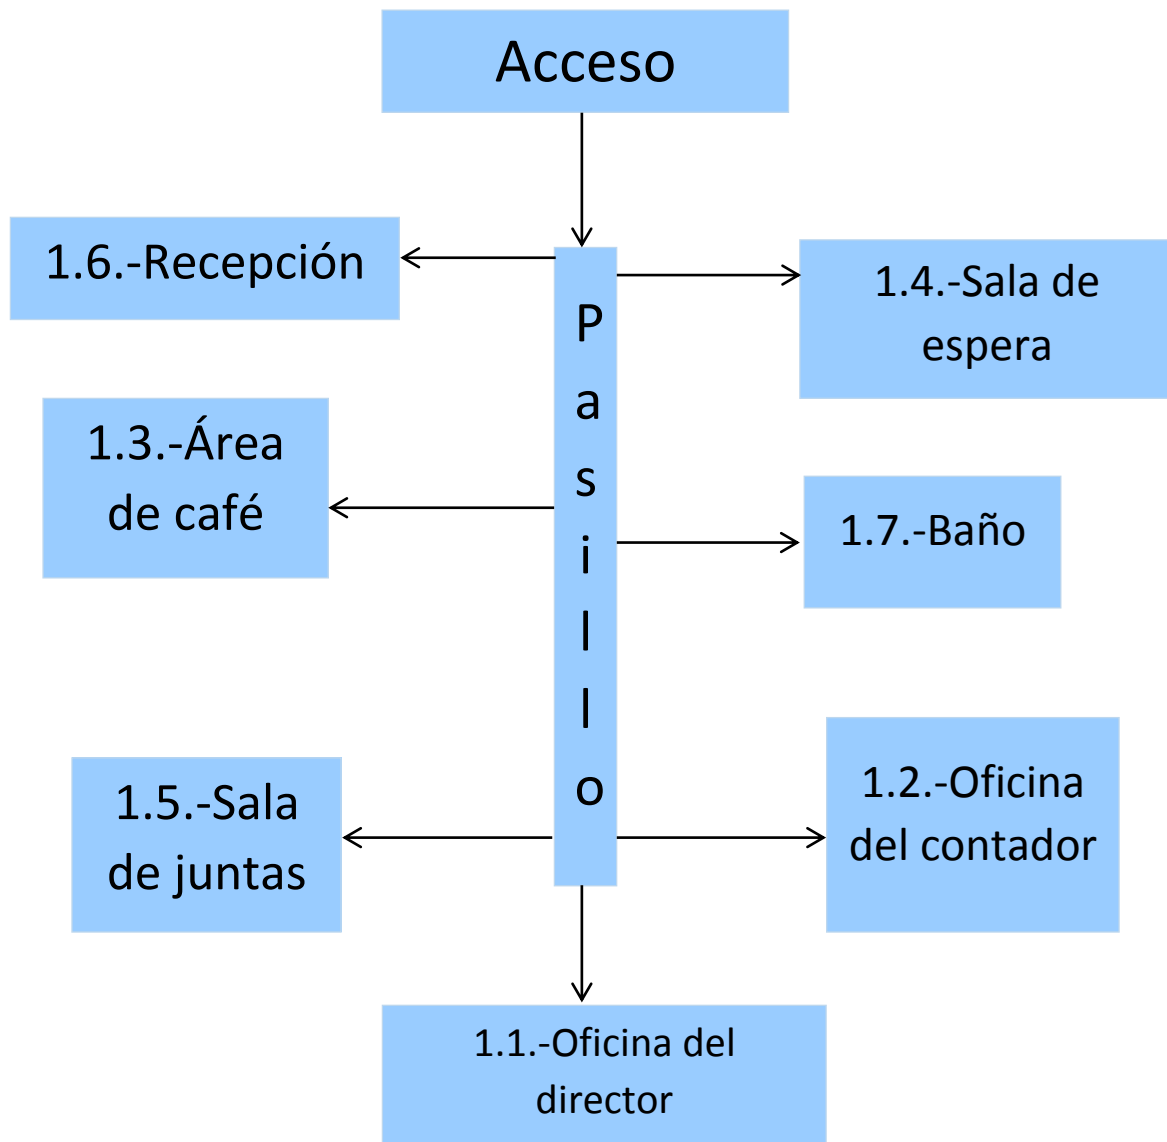 Acceso
1.6.-Recepción
1.4.-Sala de
espera
P
a
s
i
l
l
o
1.3.-Área
de café
1.7.-Baño
1.5.-Sala
de juntas
1.2.-Oficina
del contador
1.1.-Oficina del
director